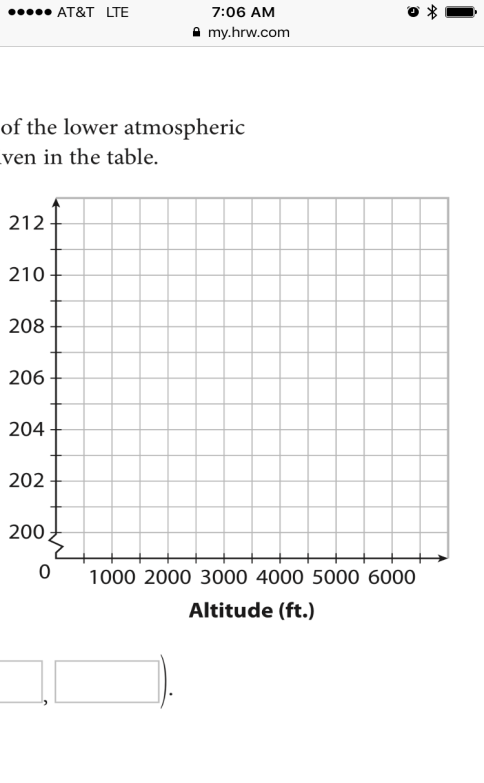 AT&T LTE 7:06 AM
my.hrw.com
of the lower atmospheric
ven in the table.
212
210
208
206
204
202
200
0
1000 2000 3000 4000 5000 6000
Altitude (ft.)
, ).